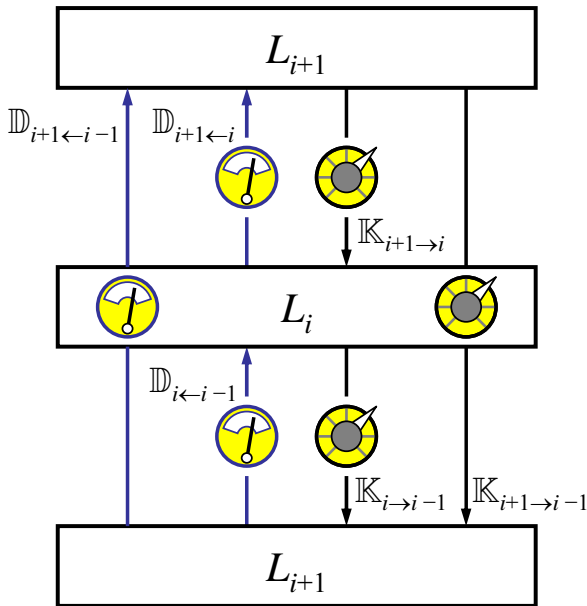 L_{i+1}
𝔻_{i+1←i−1} 𝔻_{i+1←i}
𝕂_{i+1→i}
L_i
𝔻_{i←i−1}
𝕂_{i→i−1} 𝕂_{i+1→i−1}
L_{i+1}